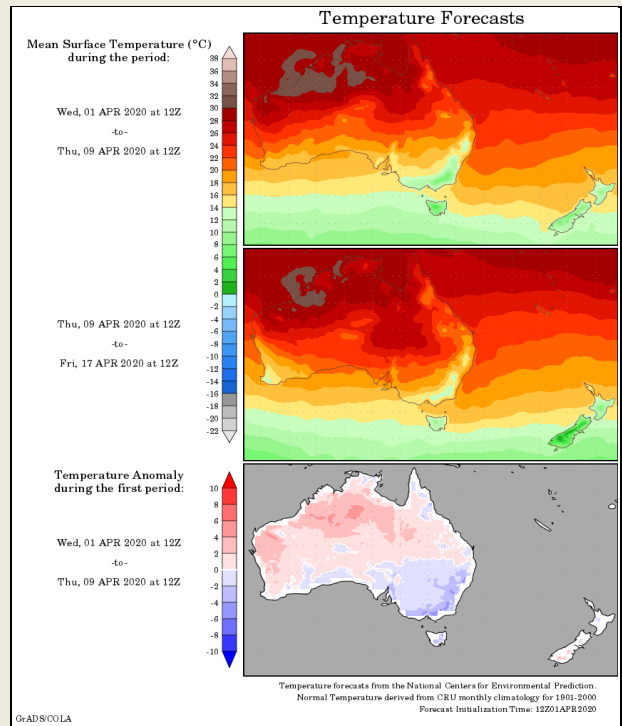 Temperature Forecasts
Mean Surface Temperature (°C)
during the period:
38
36
34
32
30
28
26
24
22
20
18
16
14
12
10
8
6
4
2
0
-2
-4
-6
-8
-10
-12
-14
-16
-18
-20
-22
Wed, 01 APR 2020 at 12Z
-to-
Thu, 09 APR 2020 at 12Z
Thu, 09 APR 2020 at 12Z
-to-
Fri, 17 APR 2020 at 12Z
Temperature Anomaly
during the first period:
10
8
6
4
2
0
-2
-4
-6
-8
-10
Wed, 01 APR 2020 at 12Z
-to-
Thu, 09 APR 2020 at 12Z
Temperature forecasts from the National Centers for Environmental Prediction.
Normal Temperature derived from CRU monthly climatology for 1901-2000
Forecast Initialization Time: 12Z01APR2020
GrADS/COLA